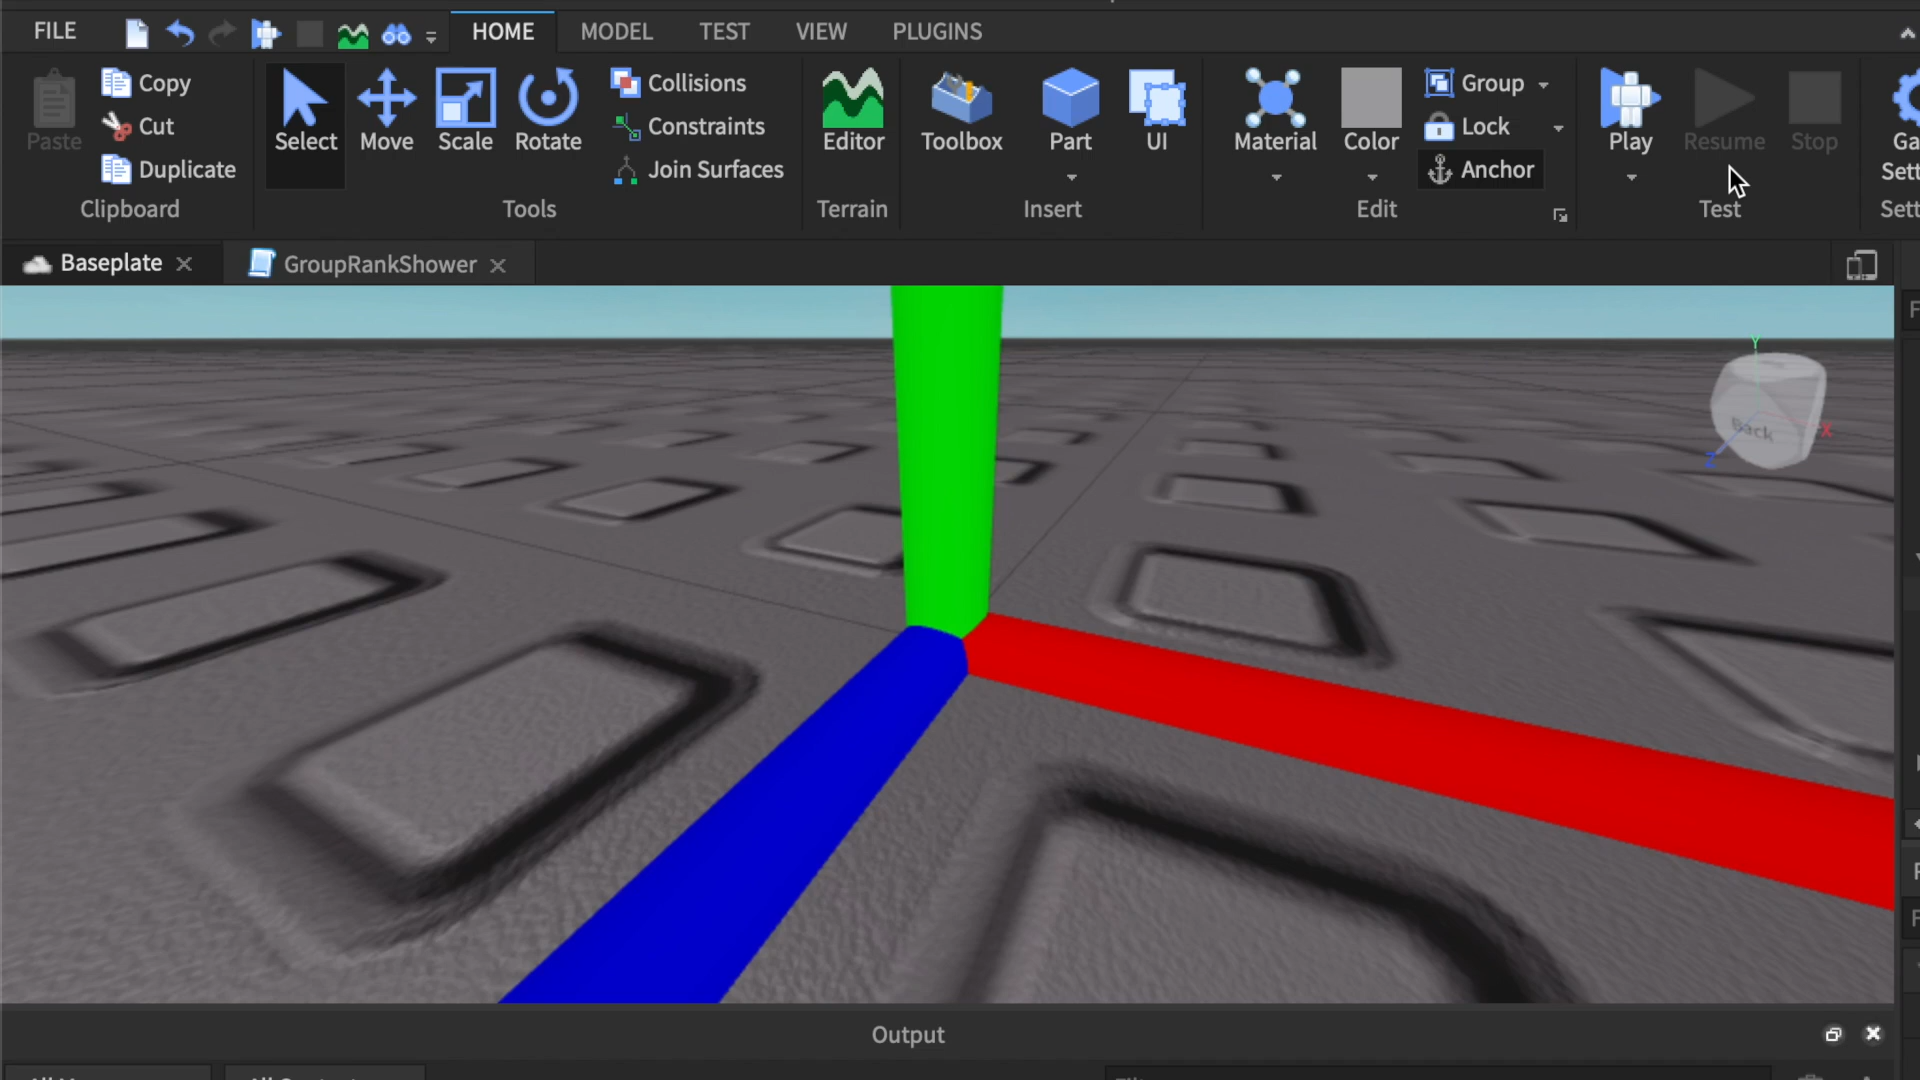 FILE HOME MODEL TEST VIEW PLUGINS
Paste Copy Cut Duplicate
Clipboard
Select Move Scale Rotate
Collisions
Constraints
Join Surfaces
Tools
Editor
Terrain
Toolbox Part UI
Insert
Material Color
Group
Lock
Anchor
Edit
Play Resume Stop
Test
Baseplate GroupRankShower
Y
Back
X
Z
Output